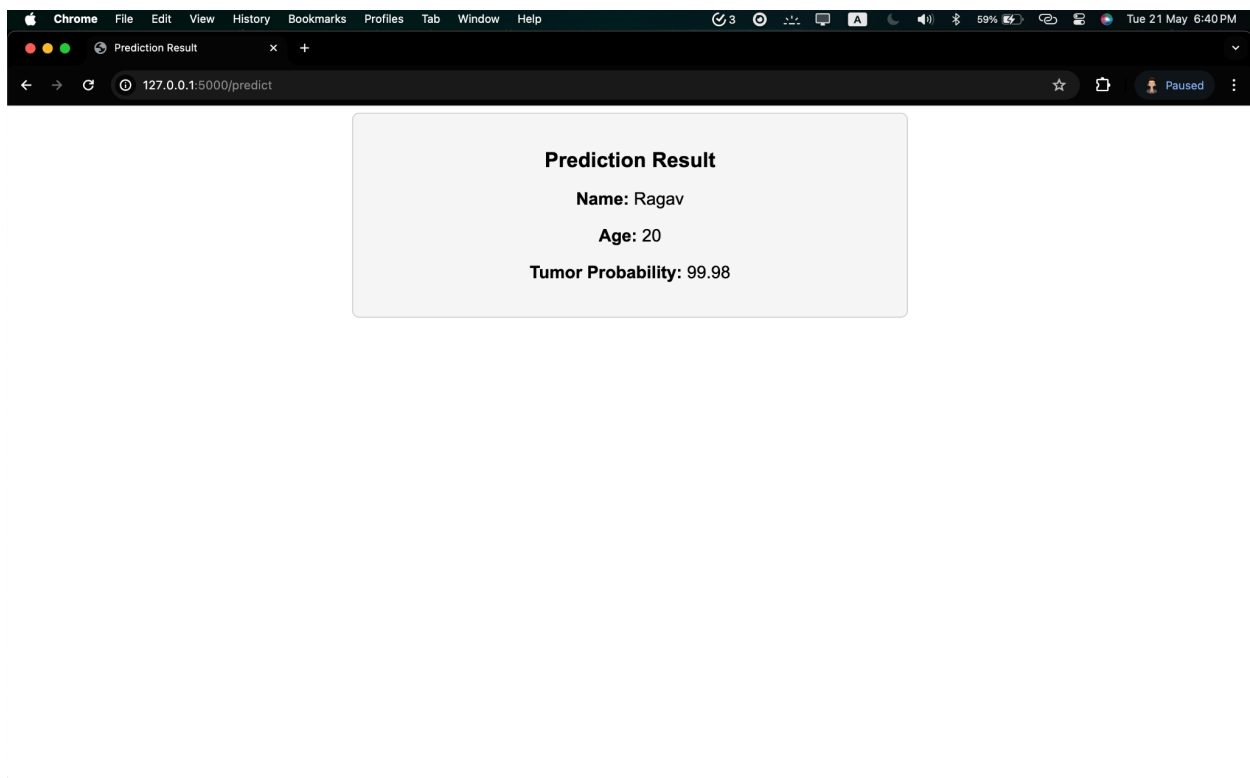 Chrome File Edit View History Bookmarks Profiles Tab Window Help 3 A 59% Tue 21 May 6:40 PM
Prediction Result
127.0.0.1:5000/predict Paused
Prediction Result
Name: Ragav
Age: 20
Tumor Probability: 99.98